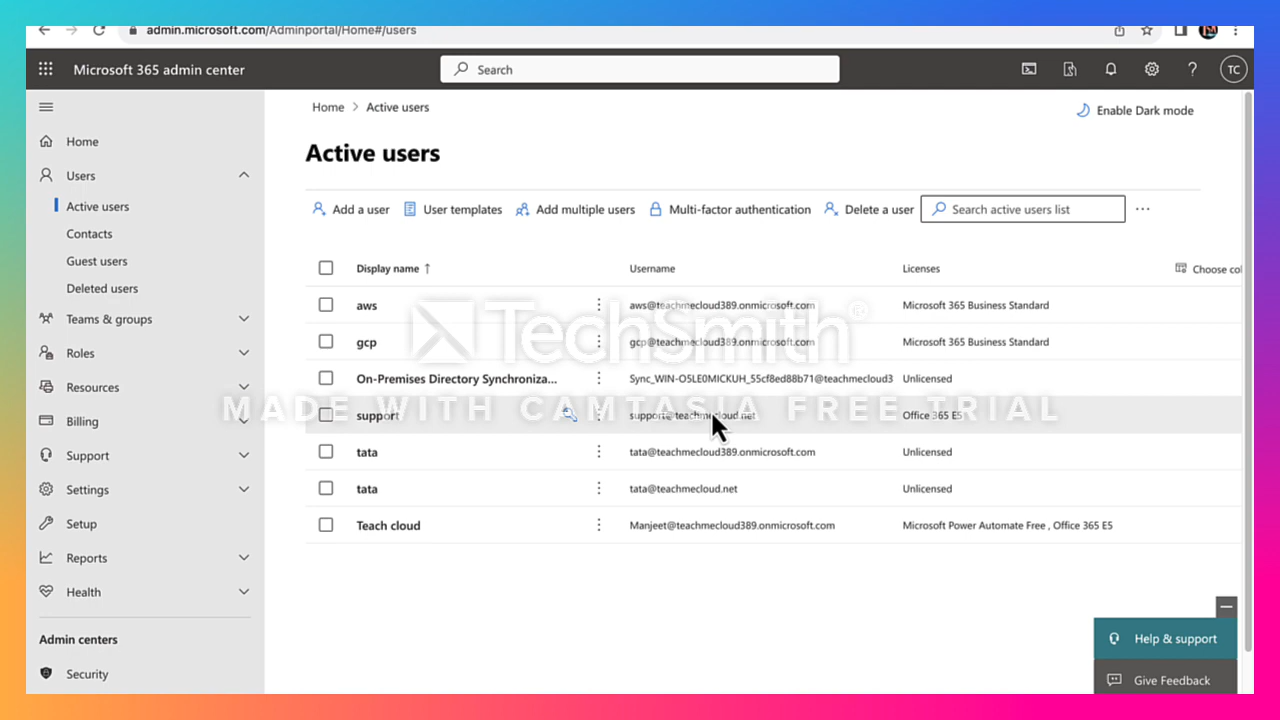 admin.microsoft.com/Adminportal/Home#/users
Microsoft 365 admin center
Search
TC
Home
Users
Active users
Contacts
Guest users
Deleted users
Teams & groups
Roles
Resources
Billing
Support
Settings
Setup
Reports
Health
Admin centers
Security
Home > Active users
Enable Dark mode
Active users
Add a user
User templates
Add multiple users
Multi-factor authentication
Delete a user
Search active users list
Display name ↑ Username Licenses Choose col
aws aws@teachmecloud389.onmicrosoft.com Microsoft 365 Business Standard
gcp gcp@teachmecloud389.onmicrosoft.com Microsoft 365 Business Standard
On-Premises Directory Synchroniza... Sync_WIN-O5LE0MICKUH_55cf8ed88b71@teachmecloud3 Unlicensed
support support@teachmecloud.net Office 365 E5
tata tata@teachmecloud389.onmicrosoft.com Unlicensed
tata tata@teachmecloud.net Unlicensed
Teach cloud Manjeet@teachmecloud389.onmicrosoft.com Microsoft Power Automate Free , Office 365 E5
TechSmith
MADE WITH CAMTASIA FREE TRIAL
Help & support
Give Feedback